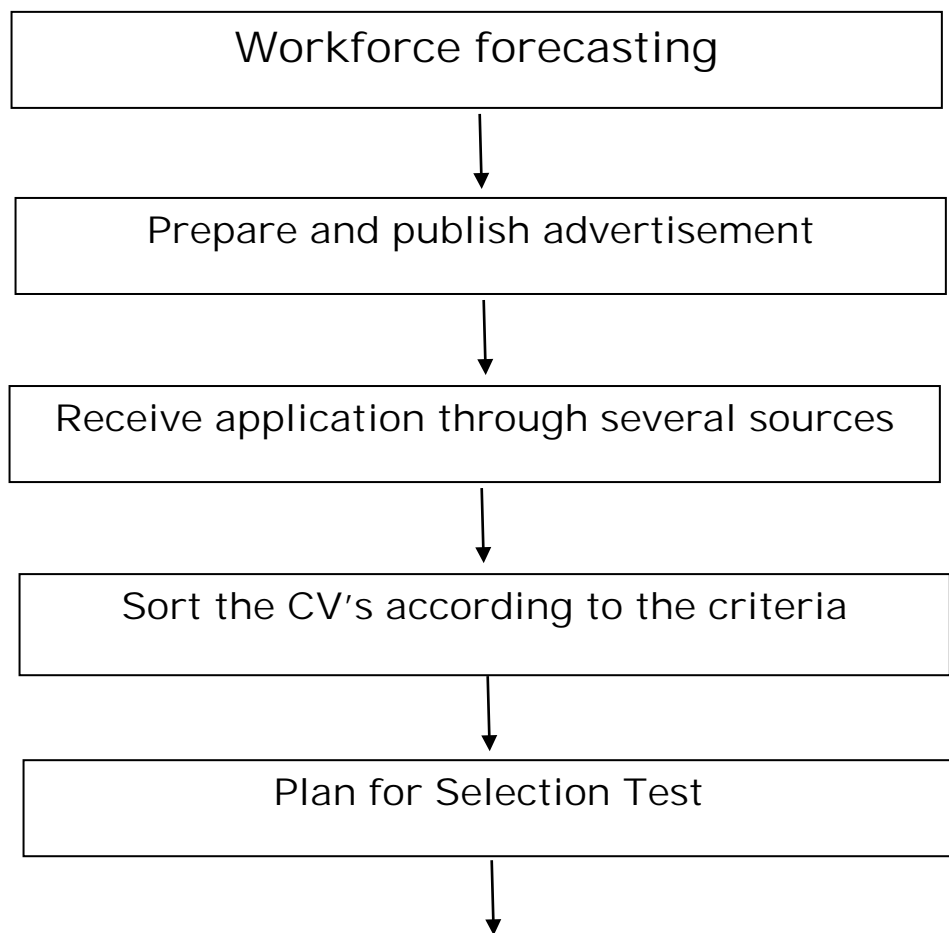 Workforce forecasting
Prepare and publish advertisement
Receive application through several sources
Sort the CV's according to the criteria
Plan for Selection Test